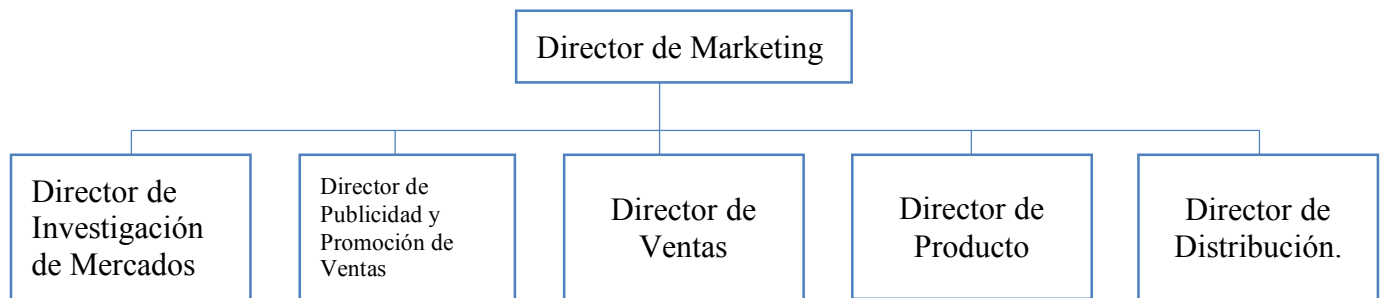 Director de Marketing
Director de
Investigación
de Mercados
Director de
Publicidad y
Promoción de
Ventas
Director de
Ventas
Director de
Producto
Director de
Distribución.